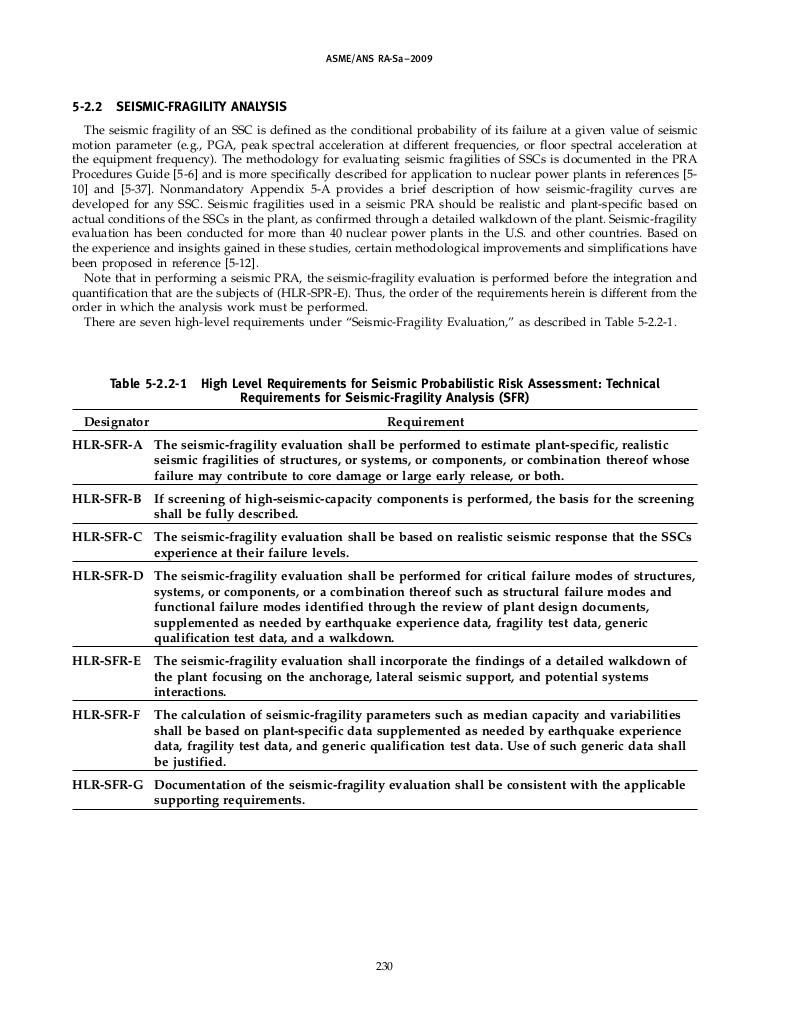 ASME/ANS RA-Sa–2009
5-2.2 SEISMIC-FRAGILITY ANALYSIS
The seismic fragility of an SSC is defined as the conditional probability of its failure at a given value of seismic
motion parameter (e.g., PGA, peak spectral acceleration at different frequencies, or floor spectral acceleration at
the equipment frequency). The methodology for evaluating seismic fragilities of SSCs is documented in the PRA
Procedures Guide [5-6] and is more specifically described for application to nuclear power plants in references [5-
10] and [5-37]. Nonmandatory Appendix 5-A provides a brief description of how seismic-fragility curves are
developed for any SSC. Seismic fragilities used in a seismic PRA should be realistic and plant-specific based on
actual conditions of the SSCs in the plant, as confirmed through a detailed walkdown of the plant. Seismic-fragility
evaluation has been conducted for more than 40 nuclear power plants in the U.S. and other countries. Based on
the experience and insights gained in these studies, certain methodological improvements and simplifications have
been proposed in reference [5-12].
Note that in performing a seismic PRA, the seismic-fragility evaluation is performed before the integration and
quantification that are the subjects of (HLR-SPR-E). Thus, the order of the requirements herein is different from the
order in which the analysis work must be performed.
There are seven high-level requirements under “Seismic-Fragility Evaluation,” as described in Table 5-2.2-1.
Table 5-2.2-1 High Level Requirements for Seismic Probabilistic Risk Assessment: Technical
Requirements for Seismic-Fragility Analysis (SFR)
Designator Requirement
HLR-SFR-A The seismic-fragility evaluation shall be performed to estimate plant-specific, realistic
seismic fragilities of structures, or systems, or components, or combination thereof whose
failure may contribute to core damage or large early release, or both.
HLR-SFR-B If screening of high-seismic-capacity components is performed, the basis for the screening
shall be fully described.
HLR-SFR-C The seismic-fragility evaluation shall be based on realistic seismic response that the SSCs
experience at their failure levels.
HLR-SFR-D The seismic-fragility evaluation shall be performed for critical failure modes of structures,
systems, or components, or a combination thereof such as structural failure modes and
functional failure modes identified through the review of plant design documents,
supplemented as needed by earthquake experience data, fragility test data, generic
qualification test data, and a walkdown.
HLR-SFR-E The seismic-fragility evaluation shall incorporate the findings of a detailed walkdown of
the plant focusing on the anchorage, lateral seismic support, and potential systems
interactions.
HLR-SFR-F The calculation of seismic-fragility parameters such as median capacity and variabilities
shall be based on plant-specific data supplemented as needed by earthquake experience
data, fragility test data, and generic qualification test data. Use of such generic data shall
be justified.
HLR-SFR-G Documentation of the seismic-fragility evaluation shall be consistent with the applicable
supporting requirements.
230